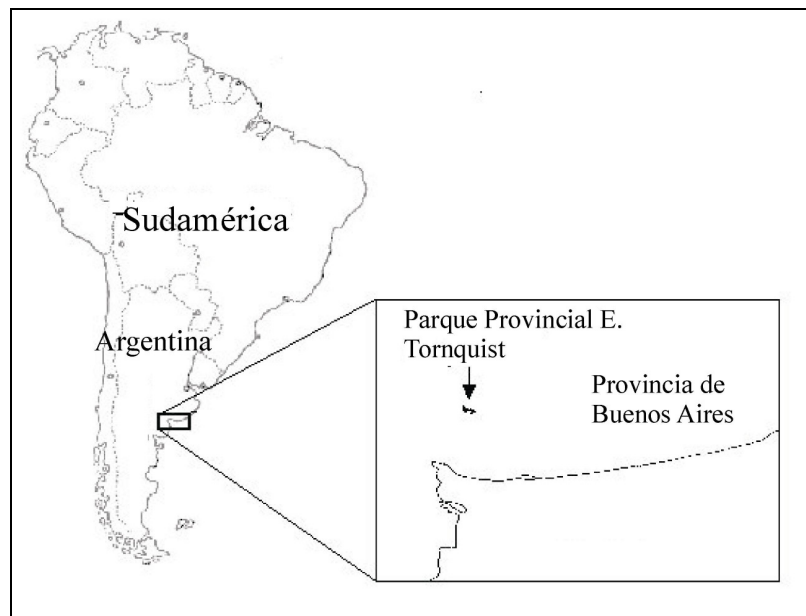 Sudamérica
Argentina
Parque Provincial E.
Tornquist
Provincia de
Buenos Aires